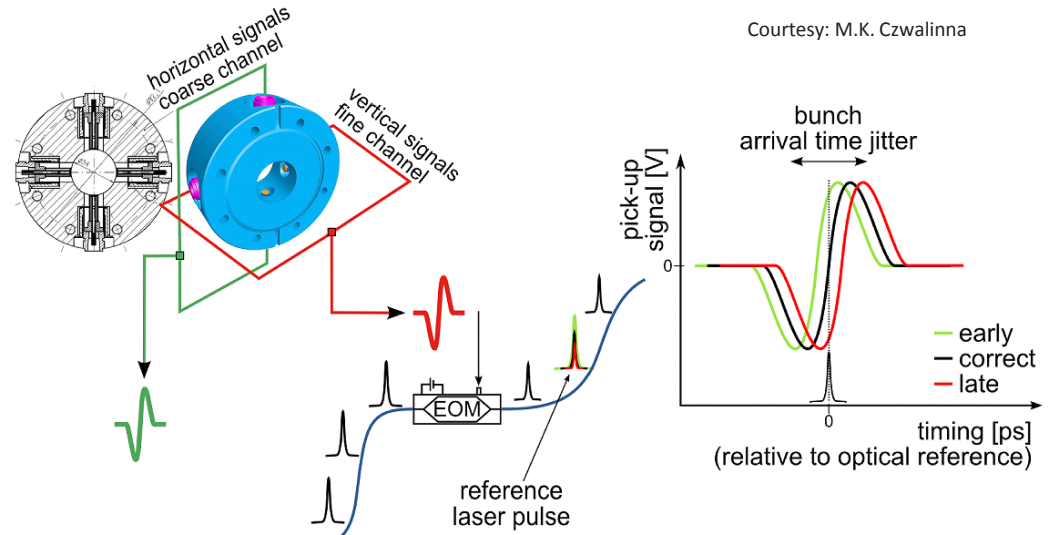 Courtesy: M.K. Czwalinna
horizontal signals
coarse channel
vertical signals
fine channel
EOM
reference
laser pulse
bunch
arrival time jitter
pick-up
signal [V]
0
early
correct
late
0
timing [ps]
(relative to optical reference)